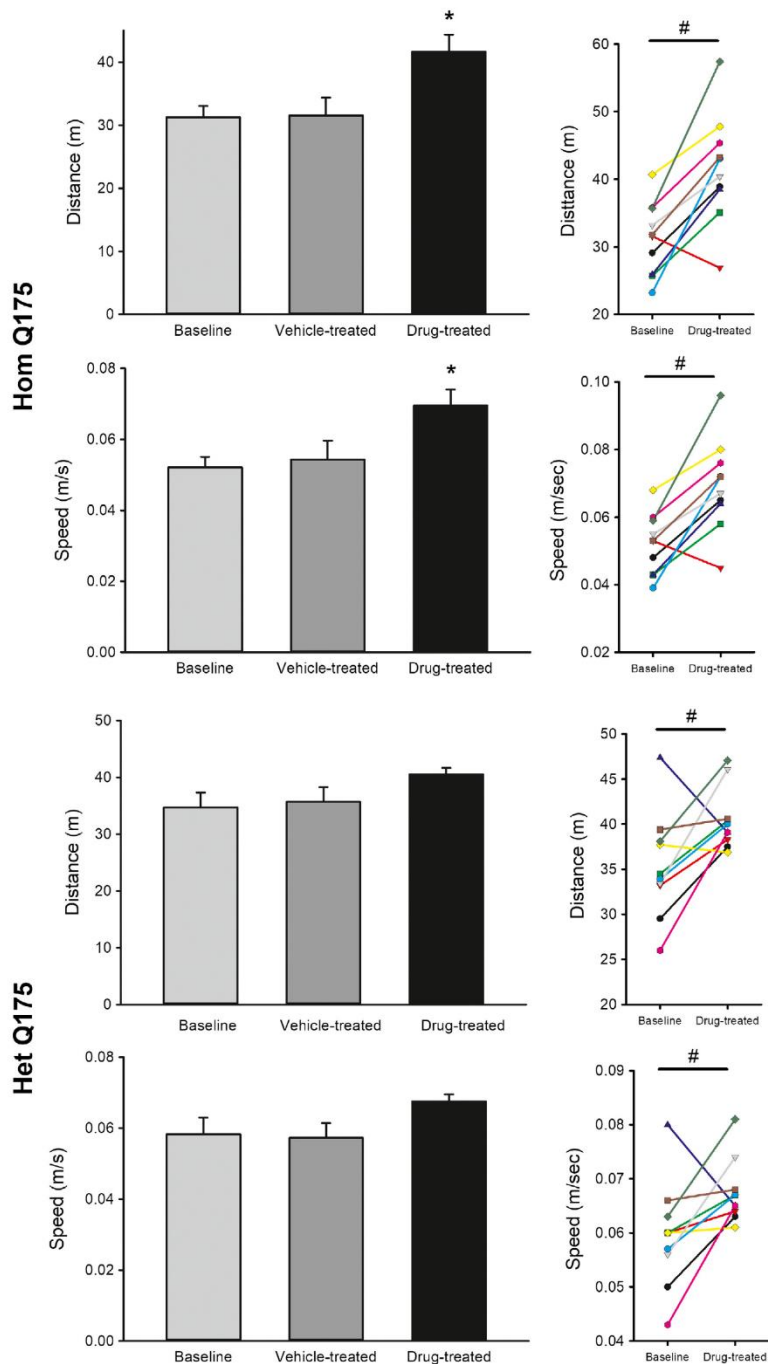 Hom Q175
Distance (m)
40
30
20
10
0
*
Baseline Vehicle-treated Drug-treated
Disttance (m)
60
50
40
30
20
#
Baseline Drug-treated
Speed (m/s)
0.08
0.06
0.04
0.02
0.00
*
Baseline Vehicle-treated Drug-treated
Speed (m/sec)
0.10
0.08
0.06
0.04
0.02
#
Baseline Drug-treated
Het Q175
Distance (m)
50
40
30
20
10
0
Baseline Vehicle-treated Drug-treated
Distance (m)
50
45
40
35
30
25
20
#
Baseline Drug-treated
Speed (m/s)
0.08
0.06
0.04
0.02
0.00
Baseline Vehicle-treated Drug-treated
Speed (m/sec)
0.09
0.08
0.07
0.06
0.05
0.04
#
Baseline Drug-treated